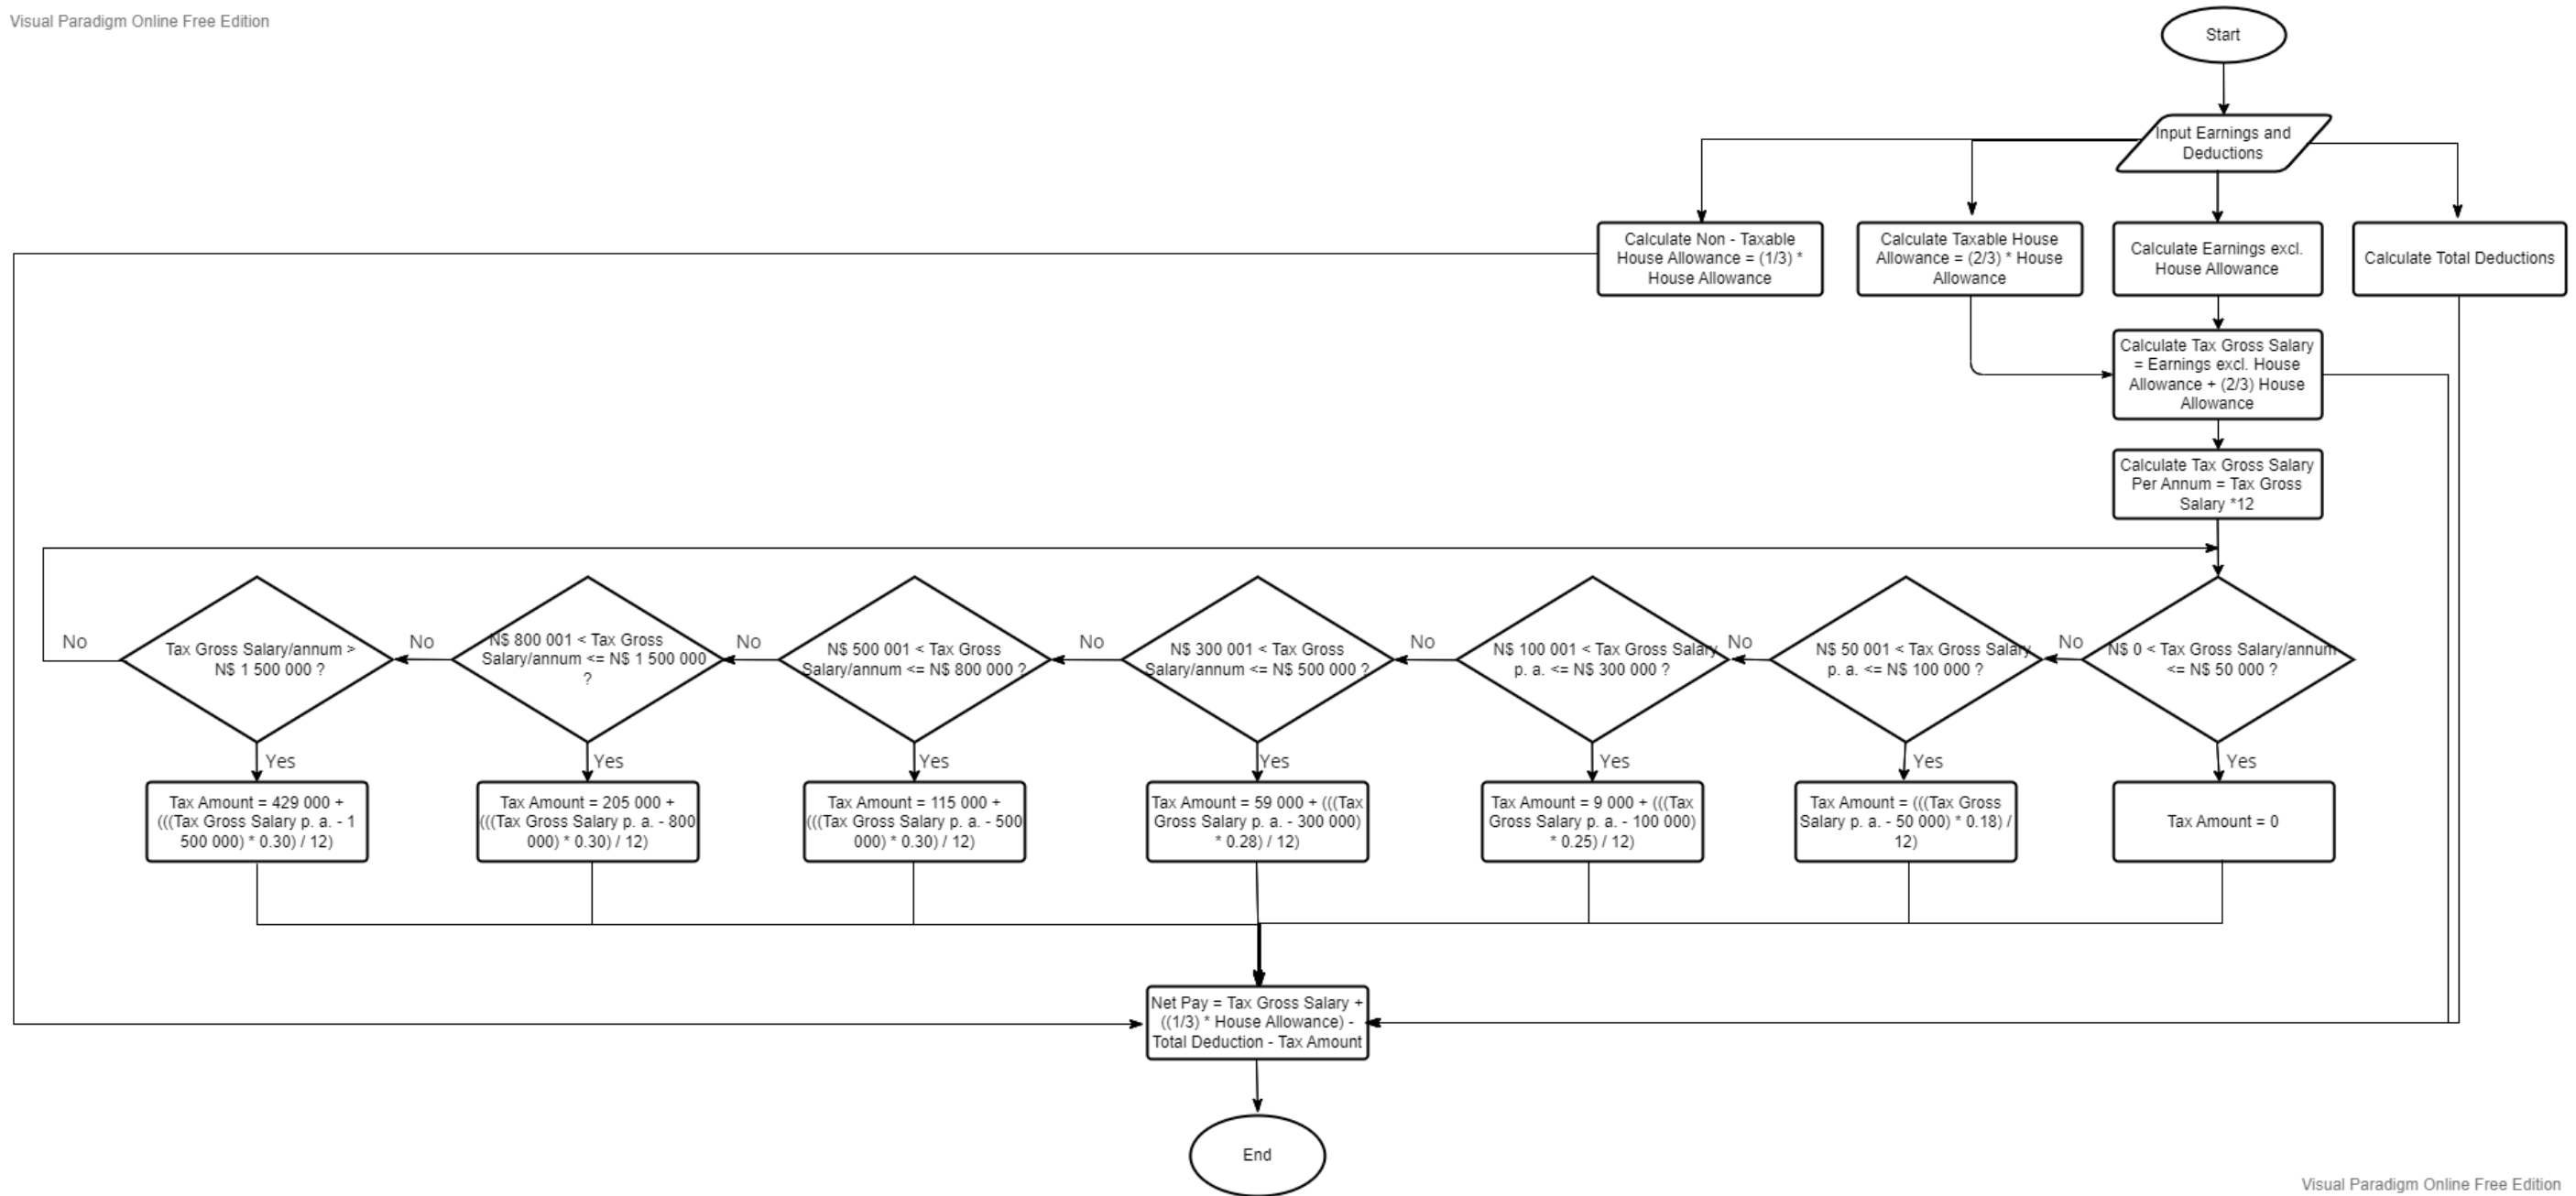 Visual Paradigm Online Free Edition
Start
Input Earnings and
Deductions
Calculate Non - Taxable
House Allowance = (1/3) *
House Allowance
Calculate Taxable House
Allowance = (2/3) * House
Allowance
Calculate Earnings excl.
House Allowance
Calculate Total Deductions
Calculate Tax Gross Salary
= Earnings excl. House
Allowance + (2/3) House
Allowance
Calculate Tax Gross Salary
Per Annum = Tax Gross
Salary *12
No
Tax Gross Salary/annum >
N$ 1 500 000 ?
No
N$ 800 001 < Tax Gross
Salary/annum <= N$ 1 500 000
?
No
N$ 500 001 < Tax Gross
Salary/annum <= N$ 800 000 ?
No
N$ 300 001 < Tax Gross
Salary/annum <= N$ 500 000 ?
No
N$ 100 001 < Tax Gross Salary
p. a. <= N$ 300 000 ?
No
N$ 50 001 < Tax Gross Salary
p. a. <= N$ 100 000 ?
No
N$ 0 < Tax Gross Salary/annum
<= N$ 50 000 ?
Yes
Yes
Yes
Yes
Yes
Yes
Yes
Tax Amount = 429 000 +
(((Tax Gross Salary p. a. - 1
500 000) * 0.30) / 12)
Tax Amount = 205 000 +
(((Tax Gross Salary p. a. - 800
000) * 0.30) / 12)
Tax Amount = 115 000 +
(((Tax Gross Salary p. a. - 500
000) * 0.30) / 12)
Tax Amount = 59 000 + (((Tax
Gross Salary p. a. - 300 000)
* 0.28) / 12)
Tax Amount = 9 000 + (((Tax
Gross Salary p. a. - 100 000)
* 0.25) / 12)
Tax Amount = (((Tax Gross
Salary p. a. - 50 000) * 0.18) /
12)
Tax Amount = 0
Net Pay = Tax Gross Salary +
((1/3) * House Allowance) -
Total Deduction - Tax Amount
End
Visual Paradigm Online Free Edition